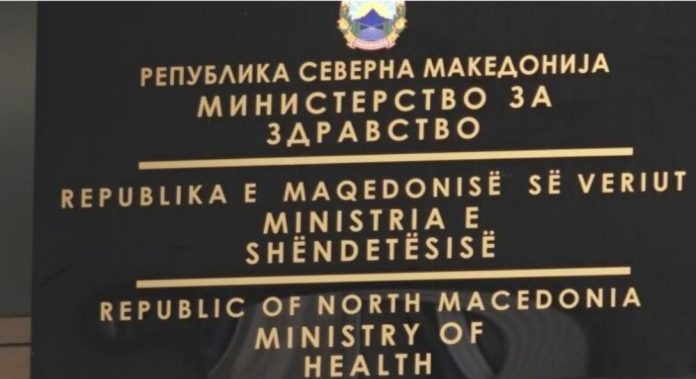 РЕПУБЛИКА СЕВЕРНА МАКЕДОНИЈА
МИНИСТЕРСТВО ЗА
ЗДРАВСТВО
REPUBLIKA E MAQEDONISË SË VERIUT
MINISTRIA E
SHËNDETËSISË
REPUBLIC OF NORTH MACEDONIA
MINISTRY OF
HEALTH